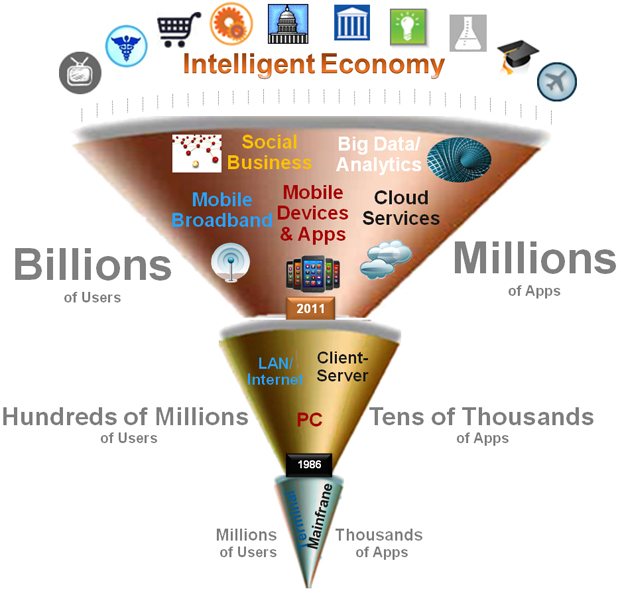 Intelligent Economy
Social
Business
Big Data/
Analytics
Mobile
Broadband
Mobile
Devices
& Apps
Cloud
Services
Billions
of Users
Millions
of Apps
2011
LAN/
Internet
Client-
Server
Hundreds of Millions
of Users
PC
Tens of Thousands
of Apps
1986
Terminal
Mainfrane
Millions
of Users
Thousands
of Apps